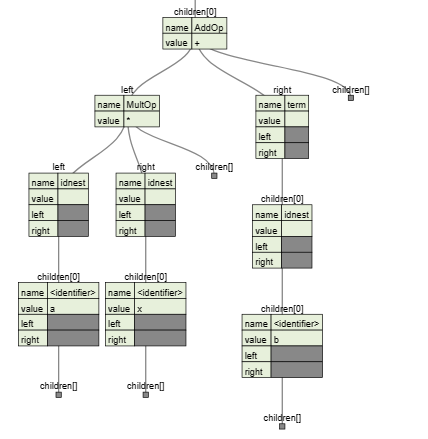 children[0]
name AddOp
value +
left
name MultOp
value *
right
name term
value
left
right
children[]
left
name idnest
value
left
right
right
name idnest
value
left
right
children[]
children[0]
name idnest
value
left
right
children[0]
name <identifier>
value a
left
right
children[0]
name <identifier>
value x
left
right
children[0]
name <identifier>
value b
left
right
children[]
children[]
children[]